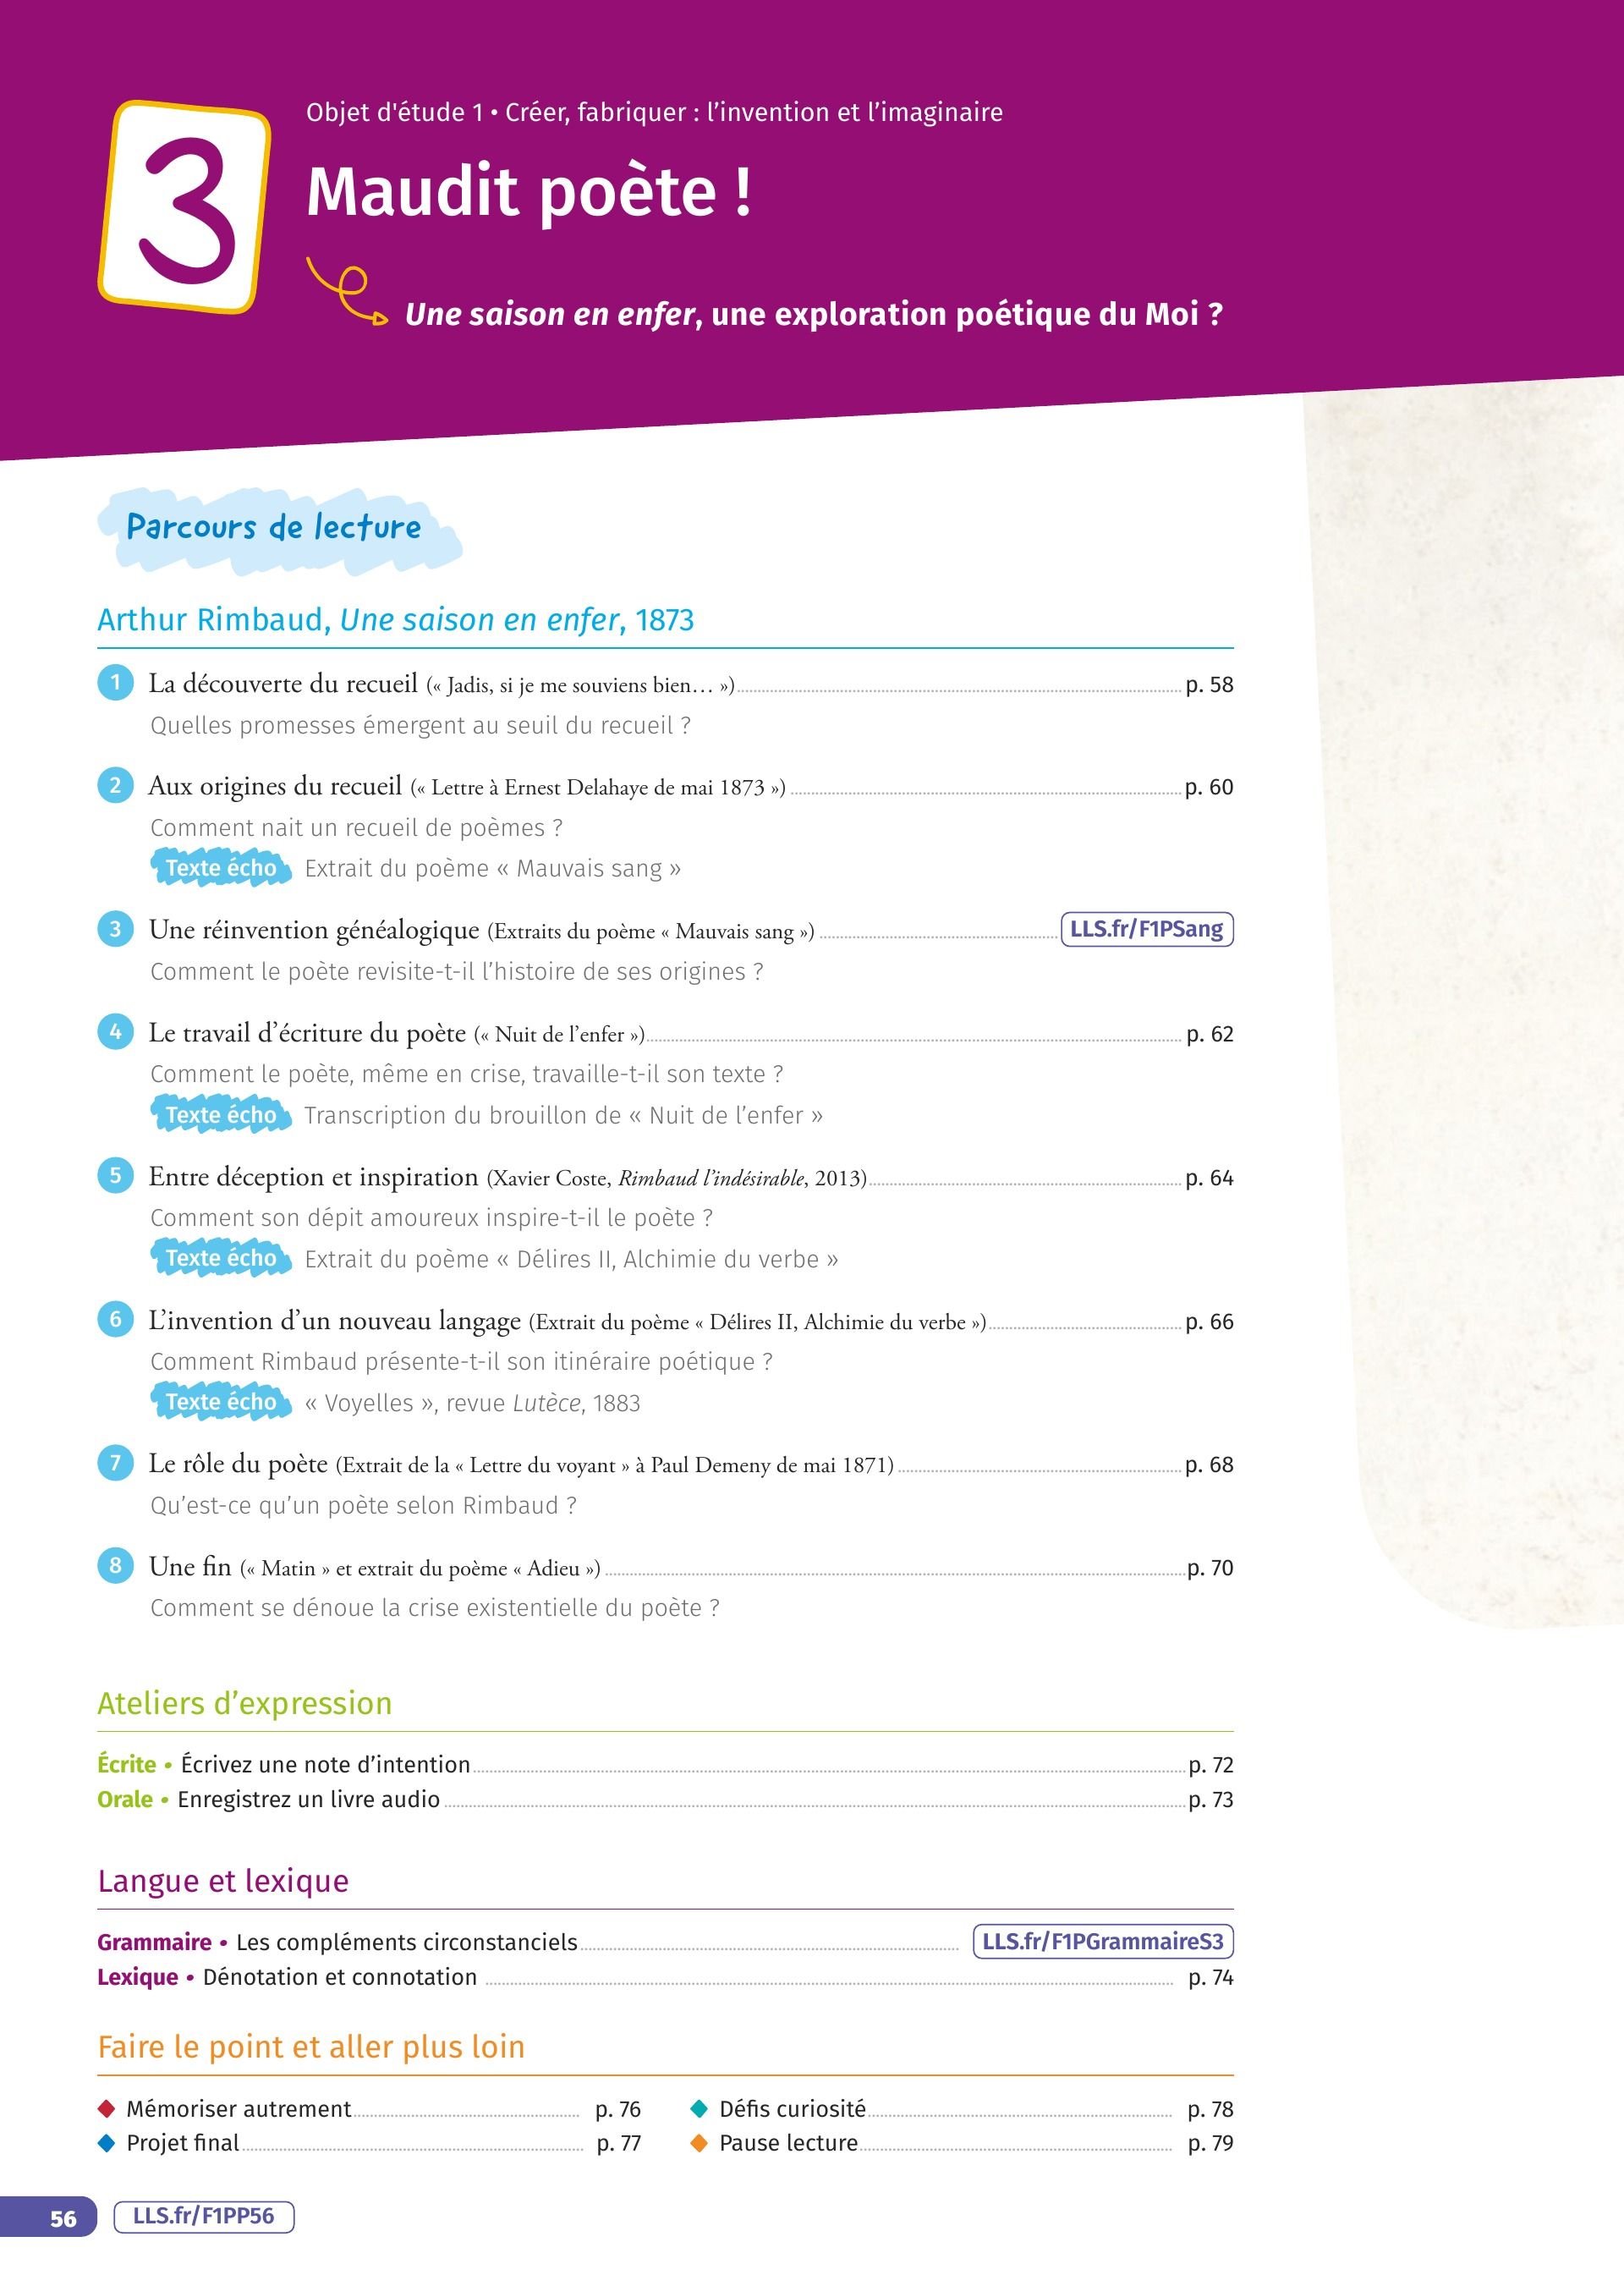 3
Objet d'étude 1 • Créer, fabriquer : l’invention et l’imaginaire
Maudit poète !
Une saison en enfer, une exploration poétique du Moi ?
Parcours de lecture
Arthur Rimbaud, Une saison en enfer, 1873
1 La découverte du recueil (« Jadis, si je me souviens bien… ») p. 58
Quelles promesses émergent au seuil du recueil ?
2 Aux origines du recueil (« Lettre à Ernest Delahaye de mai 1873 ») p. 60
Comment nait un recueil de poèmes ?
Texte écho Extrait du poème « Mauvais sang »
3 Une réinvention généalogique (Extraits du poème « Mauvais sang ») LLS.fr/F1PSang
Comment le poète revisite-t-il l’histoire de ses origines ?
4 Le travail d’écriture du poète (« Nuit de l’enfer ») p. 62
Comment le poète, même en crise, travaille-t-il son texte ?
Texte écho Transcription du brouillon de « Nuit de l’enfer »
5 Entre déception et inspiration (Xavier Coste, Rimbaud l’indésirable, 2013) p. 64
Comment son dépit amoureux inspire-t-il le poète ?
Texte écho Extrait du poème « Délires II, Alchimie du verbe »
6 L’invention d’un nouveau langage (Extrait du poème « Délires II, Alchimie du verbe ») p. 66
Comment Rimbaud présente-t-il son itinéraire poétique ?
Texte écho « Voyelles », revue Lutèce, 1883
7 Le rôle du poète (Extrait de la « Lettre du voyant » à Paul Demeny de mai 1871) p. 68
Qu’est-ce qu’un poète selon Rimbaud ?
8 Une fin (« Matin » et extrait du poème « Adieu ») p. 70
Comment se dénoue la crise existentielle du poète ?
Ateliers d’expression
Écrite • Écrivez une note d’intention p. 72
Orale • Enregistrez un livre audio p. 73
Langue et lexique
Grammaire • Les compléments circonstanciels LLS.fr/F1PGrammaireS3
Lexique • Dénotation et connotation p. 74
Faire le point et aller plus loin
Mémoriser autrement p. 76
Projet final p. 77
Défis curiosité p. 78
Pause lecture p. 79
56 LLS.fr/F1PP56